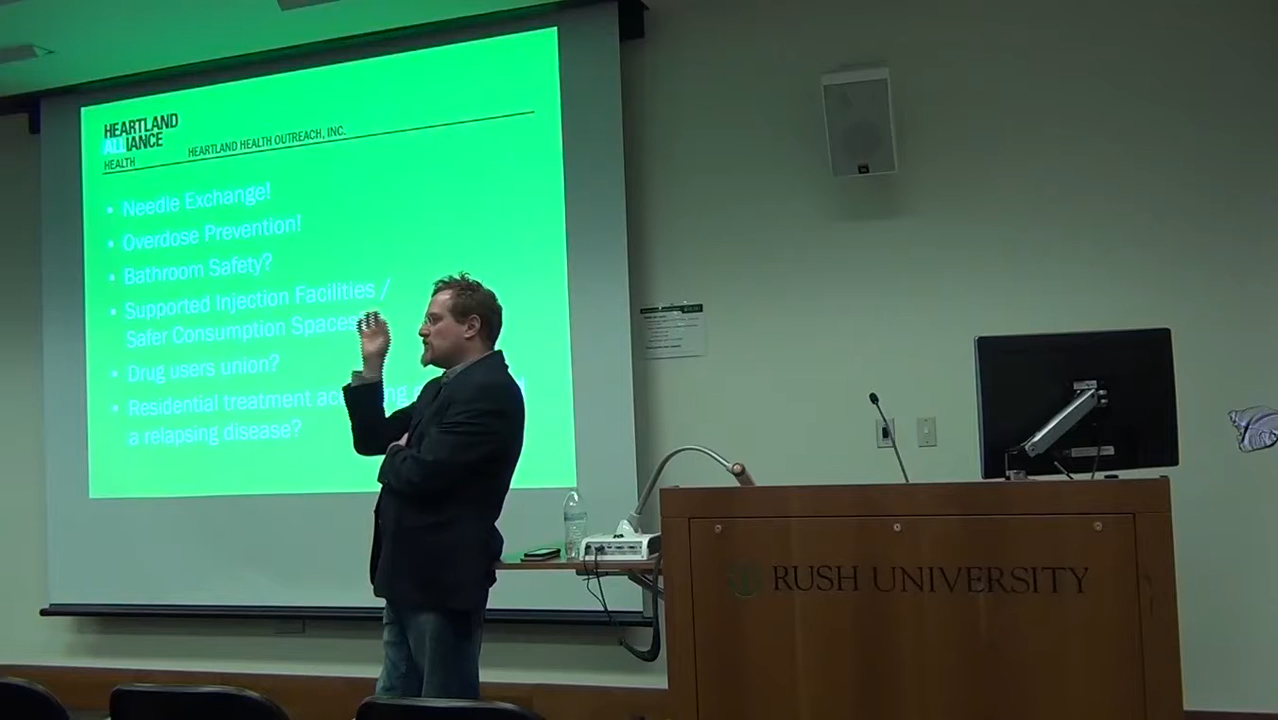 HEARTLAND
ALLIANCE
HEALTH
HEARTLAND HEALTH OUTREACH, INC.
• Needle Exchange!
• Overdose Prevention!
• Bathroom Safety?
• Supported Injection Facilities /
Safer Consumption Spaces
• Drug users union?
• Residential treatment
a relapsing disease?
RUSH UNIVERSITY